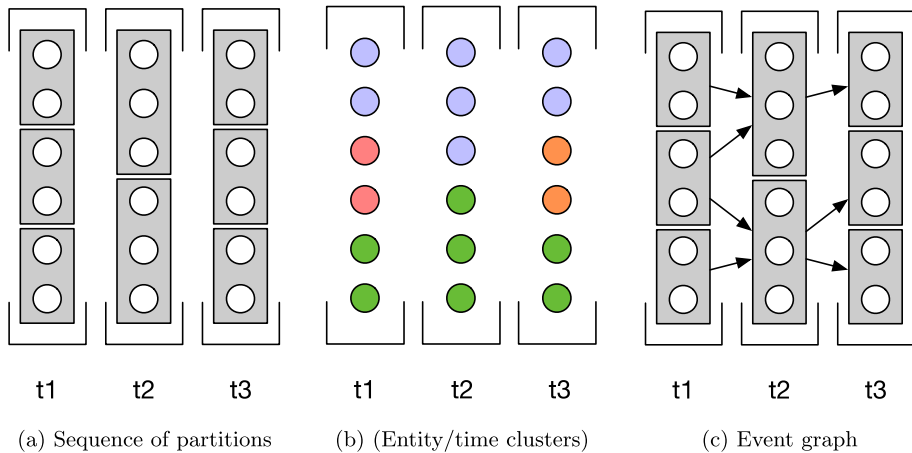 t1 t2 t3 t1 t2 t3 t1 t2 t3
(a) Sequence of partitions (b) (Entity/time clusters) (c) Event graph